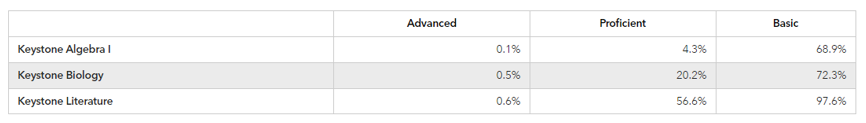 Advanced Proficient Basic
Keystone Algebra I 0.1% 4.3% 68.9%
Keystone Biology 0.5% 20.2% 72.3%
Keystone Literature 0.6% 56.6% 97.6%